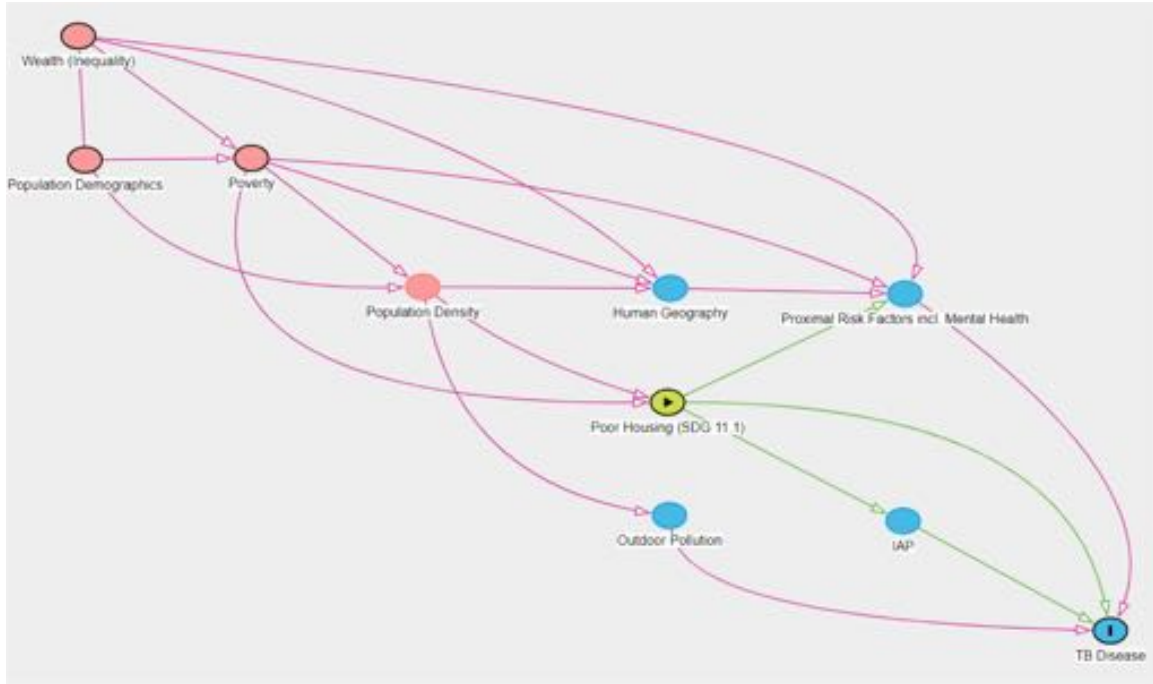 Wealth (Inequality)
Population Demographics
Poverty
Population Density
Human Geography
Proximal Risk Factors incl. Mental Health
Poor Housing (SDG 11.1)
Outdoor Pollution
IAP
TB Disease